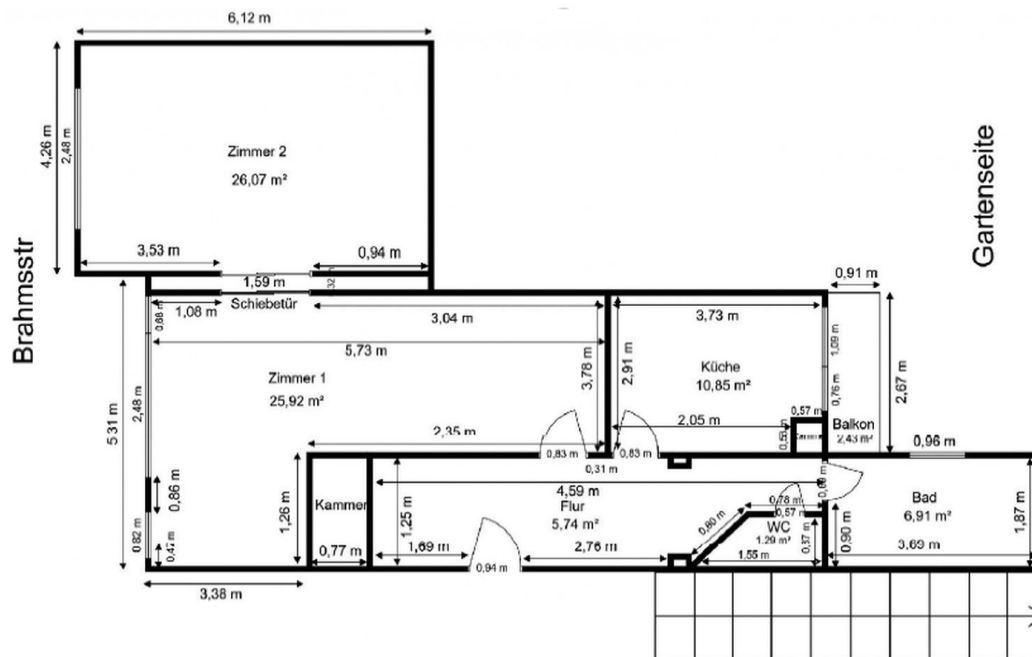 6,12 m
4,26 m
2,48 m
Zimmer 2
26,07 m²
3,53 m
0,94 m
1,59 m
Schiebetür
Brahmsstr
Gartenseite
0,91 m
1,08 m
3,04 m
3,73 m
5,73 m
3,78 m
2,91 m
1,09 m
0,76 m
2,67 m
Zimmer 1
25,92 m²
Küche
10,85 m²
5,31 m
2,48 m
2,35 m
2,05 m
0,57 m
Balkon
2,43 m²
0,96 m
0,83 m
0,83 m
0,31 m
4,59 m
Flur
5,74 m²
Kammer
0,77 m
1,26 m
1,25 m
0,86 m
0,82 m
0,47 m
1,69 m
0,94 m
2,76 m
0,80 m
0,78 m
0,57 m
WC
1.29 m²
1,55 m
0,90 m
Bad
6,91 m²
3,69 m
1,87 m
3,38 m